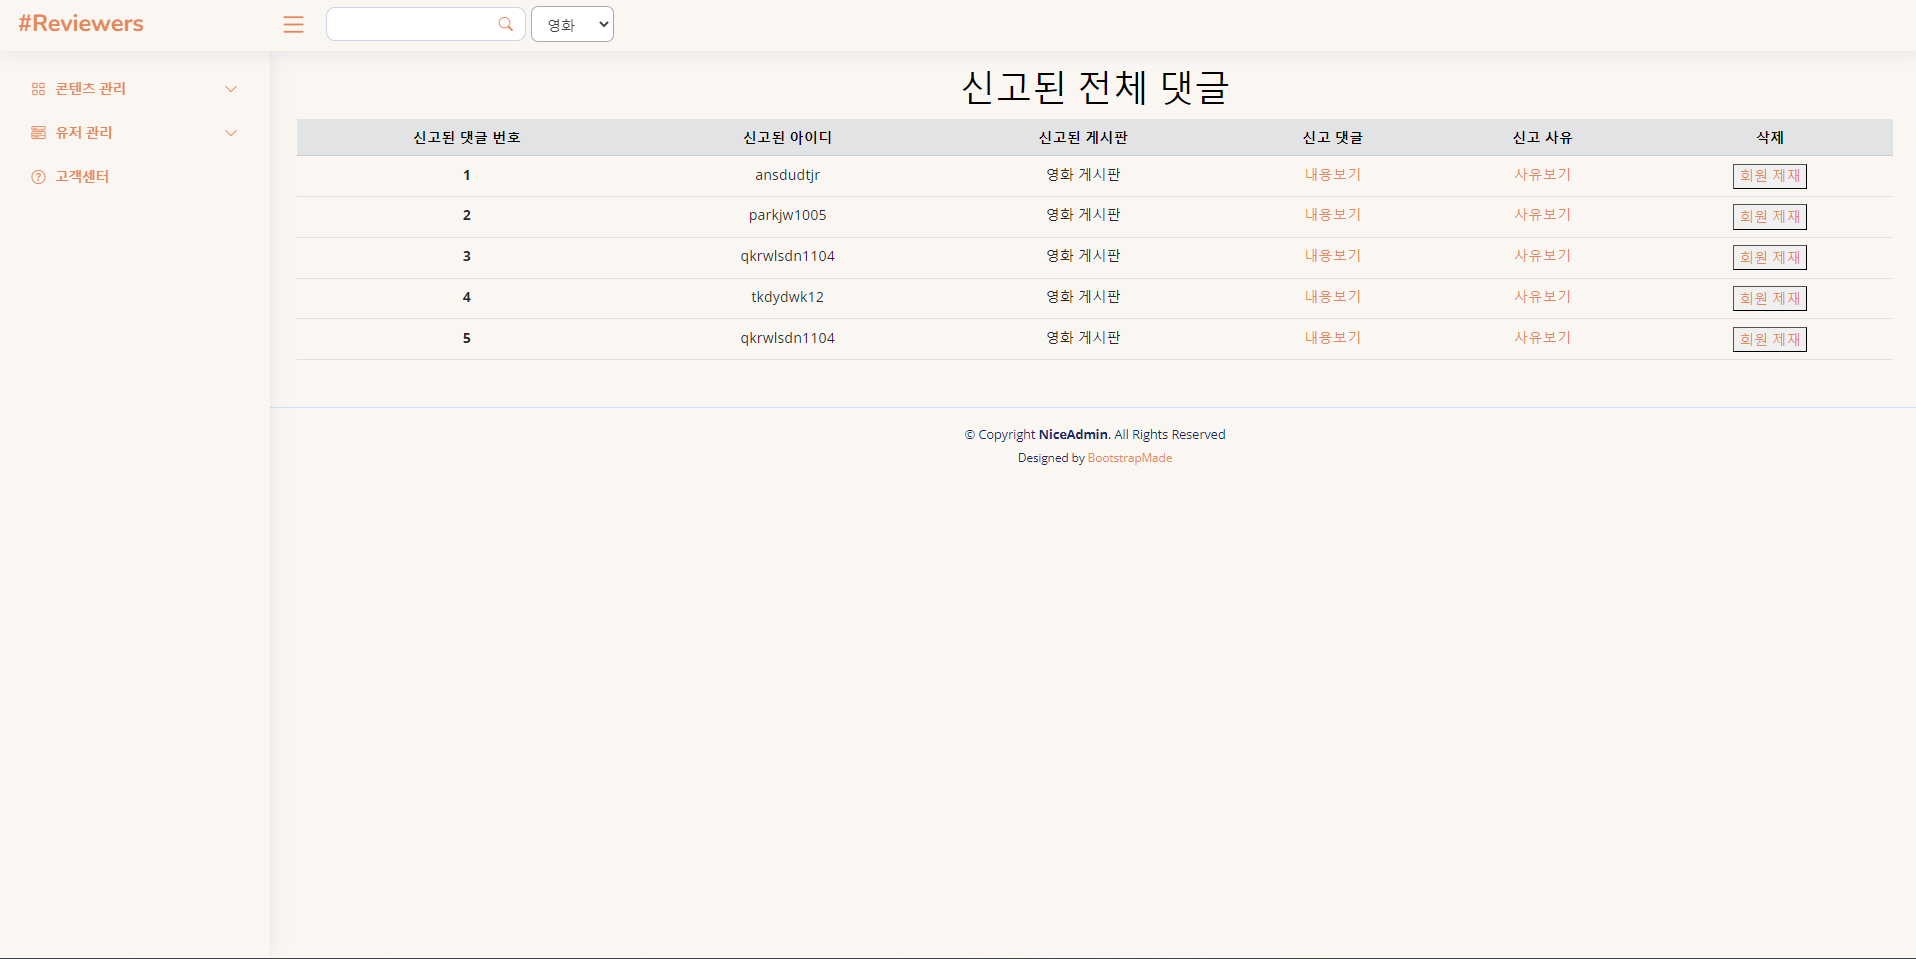 #Reviewers
영화
콘텐츠 관리
유저 관리
고객센터
신고된 전체 댓글
신고된 댓글 번호 신고된 아이디 신고된 게시판 신고 댓글 신고 사유 삭제
1 ansdudtjr 영화 게시판 내용보기 사유보기 회원 제재
2 parkjw1005 영화 게시판 내용보기 사유보기 회원 제재
3 qkrwlsdn1104 영화 게시판 내용보기 사유보기 회원 제재
4 tkdydwk12 영화 게시판 내용보기 사유보기 회원 제재
5 qkrwlsdn1104 영화 게시판 내용보기 사유보기 회원 제재
© Copyright NiceAdmin. All Rights Reserved
Designed by BootstrapMade